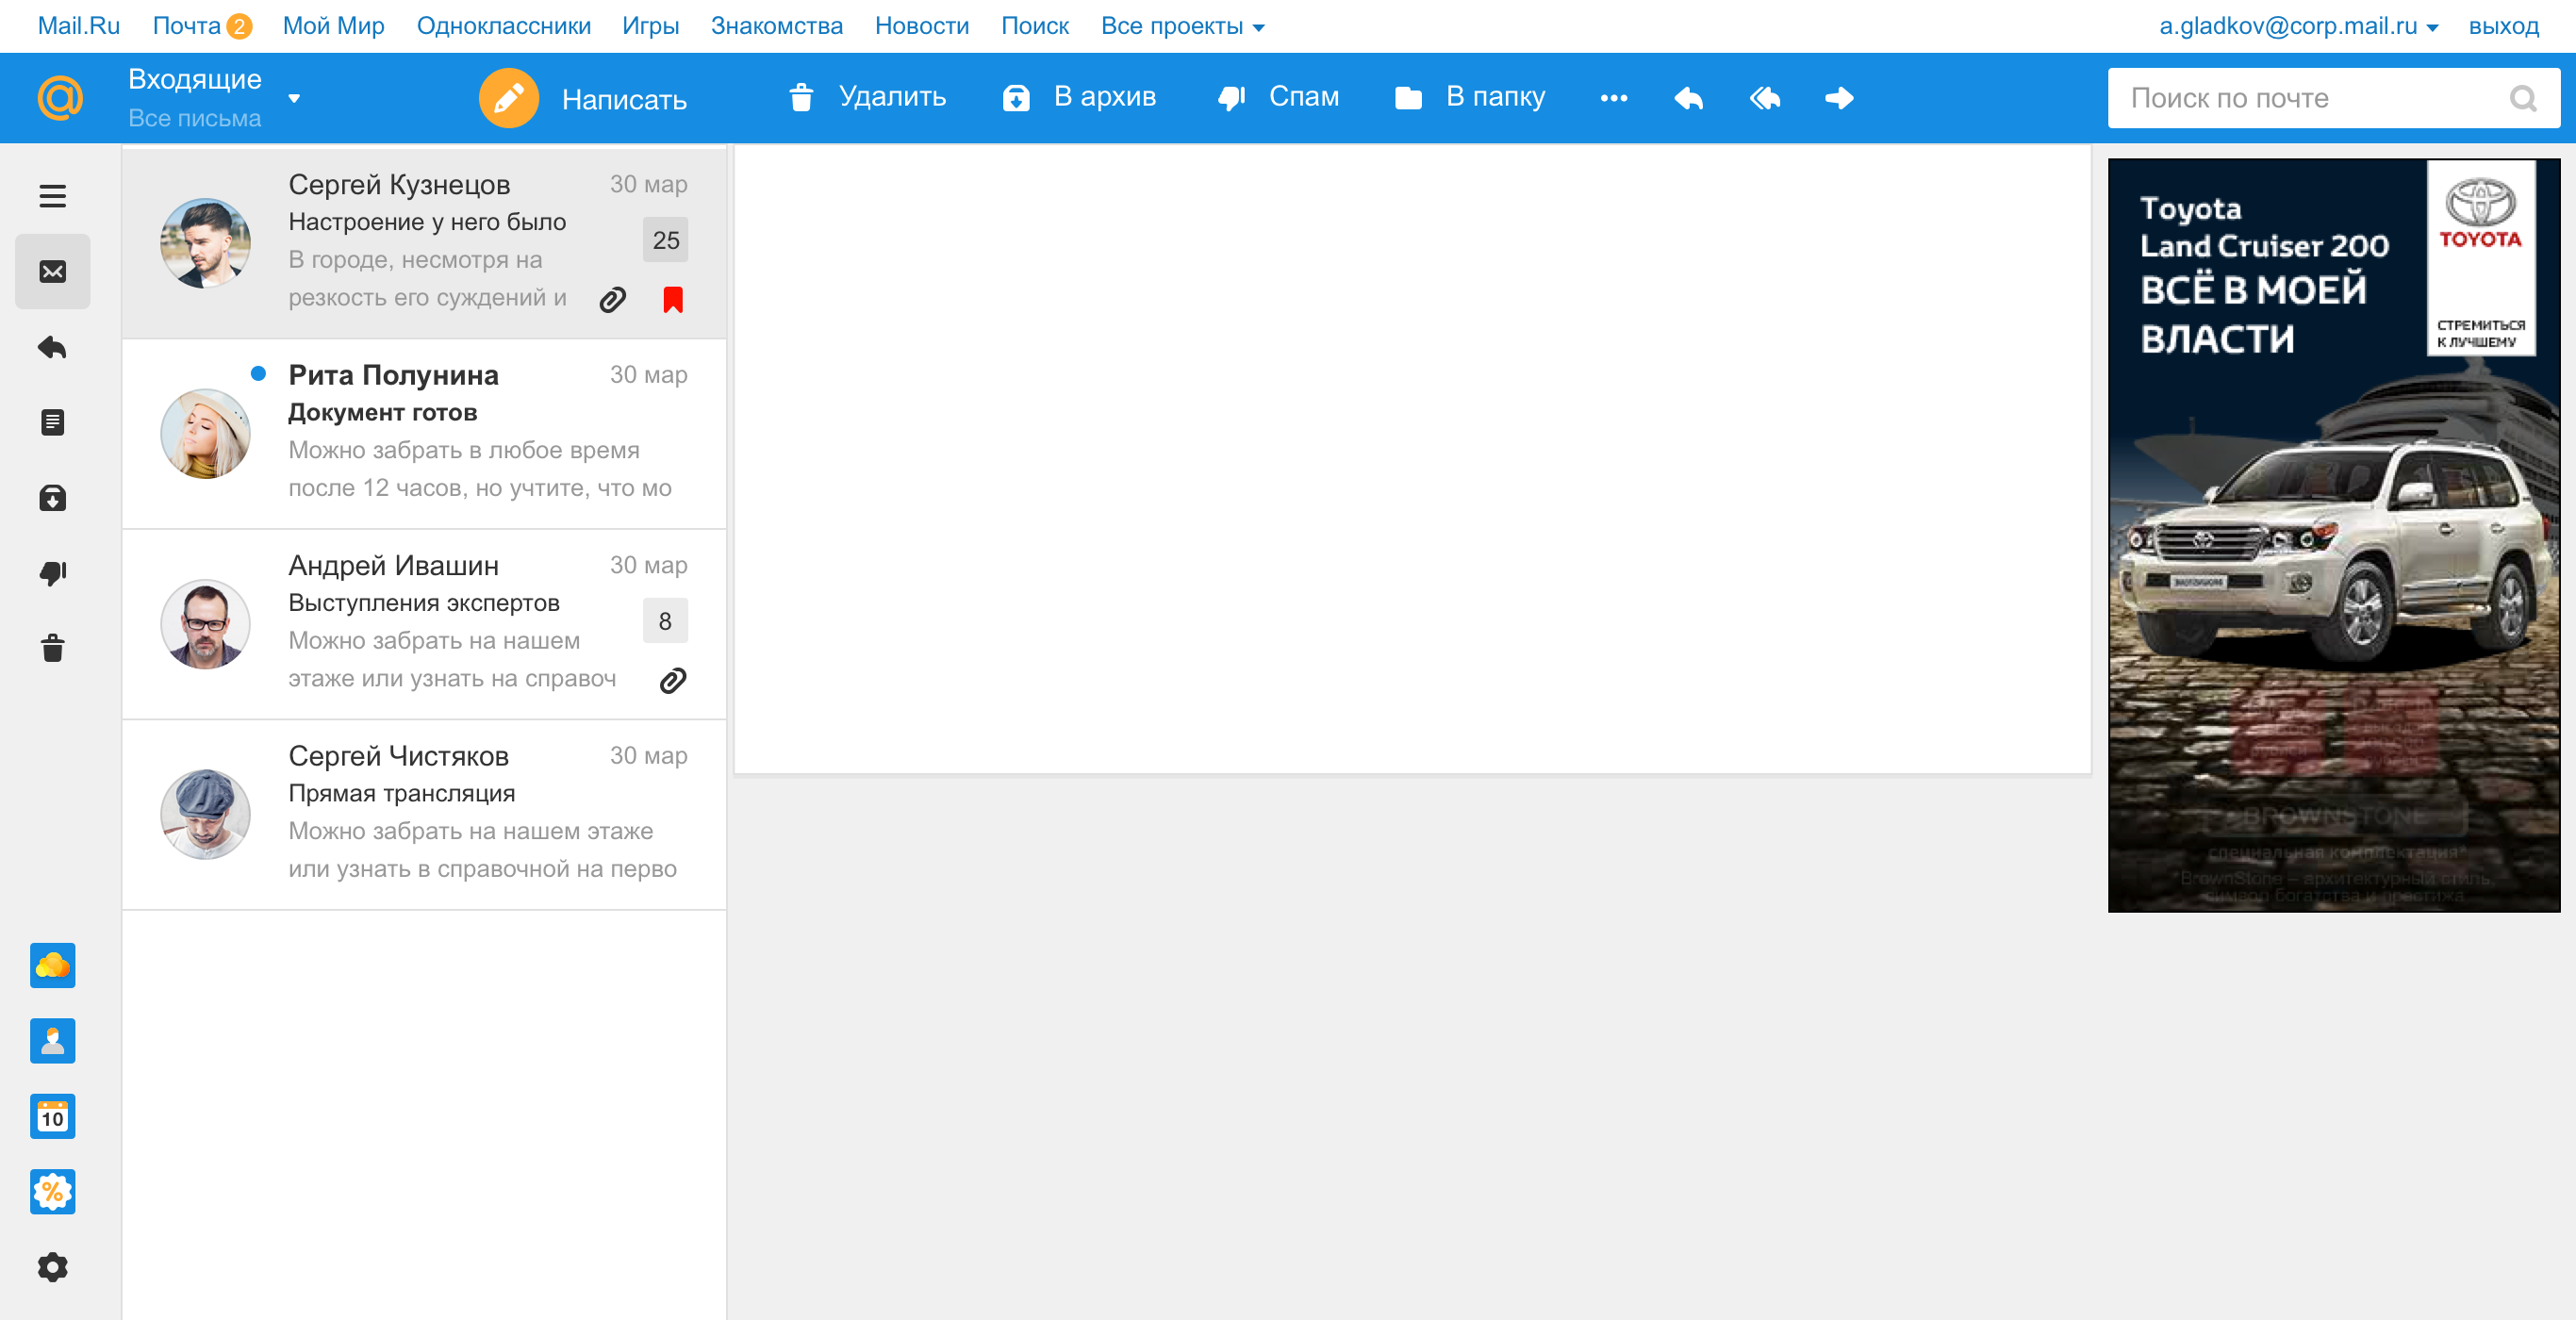 Mail.Ru Почта 2 Мой Мир Одноклассники Игры Знакомства Новости Поиск Все проекты a.gladkov@corp.mail.ru выход
Входящие
Все письма
Написать Удалить В архив Спам В папку Поиск по почте
Сергей Кузнецов 30 мар
Настроение у него было
25
В городе, несмотря на
резкость его суждений и
Рита Полунина 30 мар
Документ готов
Можно забрать в любое время
после 12 часов, но учтите, что мо
Андрей Ивашин 30 мар
Выступления экспертов
8
Можно забрать на нашем
этаже или узнать на справоч
Сергей Чистяков 30 мар
Прямая трансляция
Можно забрать на нашем этаже
или узнать в справочной на перво
10
%
Toyota
Land Cruiser 200
ВСЁ В МОЕЙ
ВЛАСТИ
TOYOTA
СТРЕМИТЬСЯ
К ЛУЧШЕМУ
BROWNSTONE
специальная комплектация*
*BrownStone – архитектурный стиль,
символ богатства и престижа